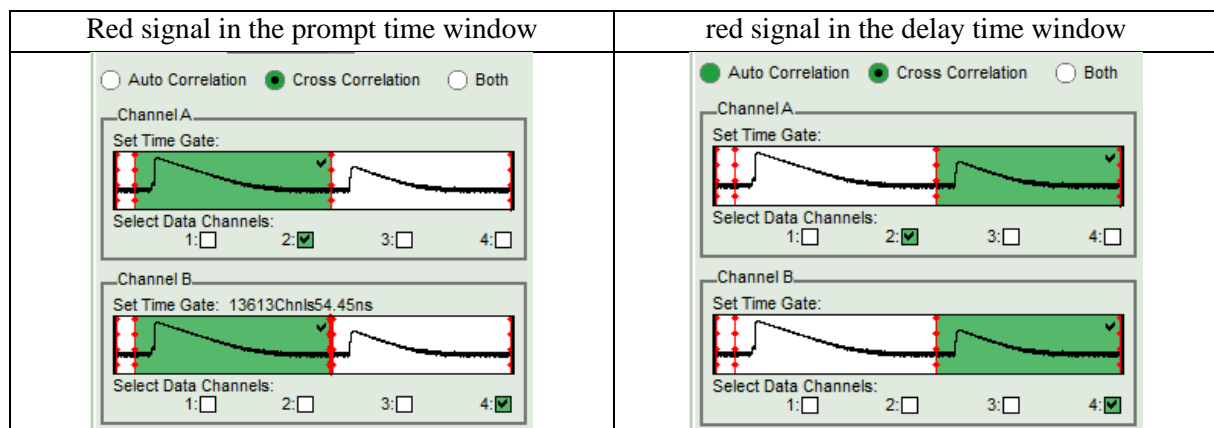 Red signal in the prompt time window
Auto Correlation Cross Correlation Both
Channel A
Set Time Gate:
Select Data Channels:
1: 2: 3: 4:
Channel B
Set Time Gate: 13613Chnls54.45ns
Select Data Channels:
1: 2: 3: 4:
red signal in the delay time window
Auto Correlation Cross Correlation Both
Channel A
Set Time Gate:
Select Data Channels:
1: 2: 3: 4:
Channel B
Set Time Gate:
Select Data Channels:
1: 2: 3: 4: